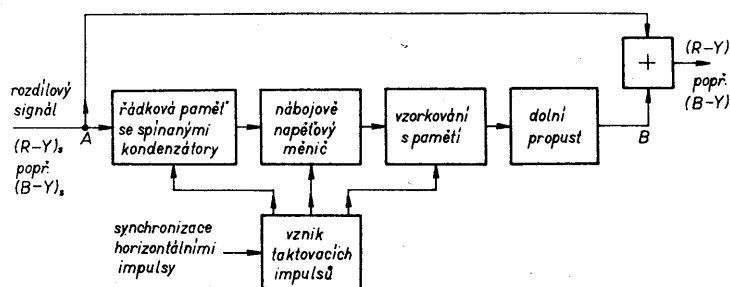 rozdílový
signál
A
(R-Y)s
popř.
(B-Y)s
řádková paměť
se spínanými
kondenzátory
nábojově
napěťový
měnič
vzorkování
s pamětí
dolní
propust
B
+
(R-Y)
popř.
(B-Y)
synchronizace
horizontálními
impulsy
vznik
taktovacích
impulsů